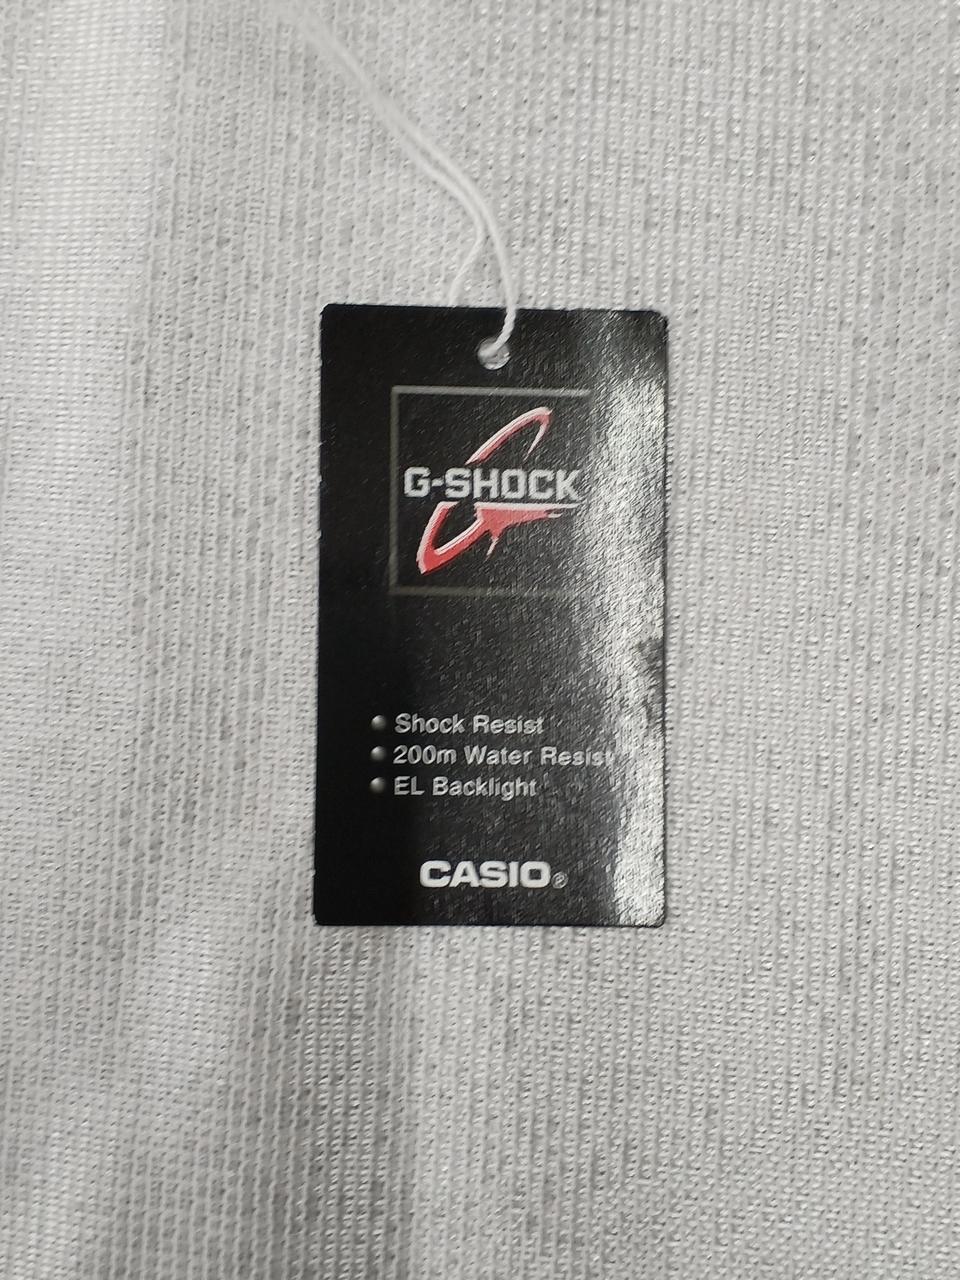 G-SHOCK
Shock Resist
200m Water Resist
EL Backlight
CASIO®